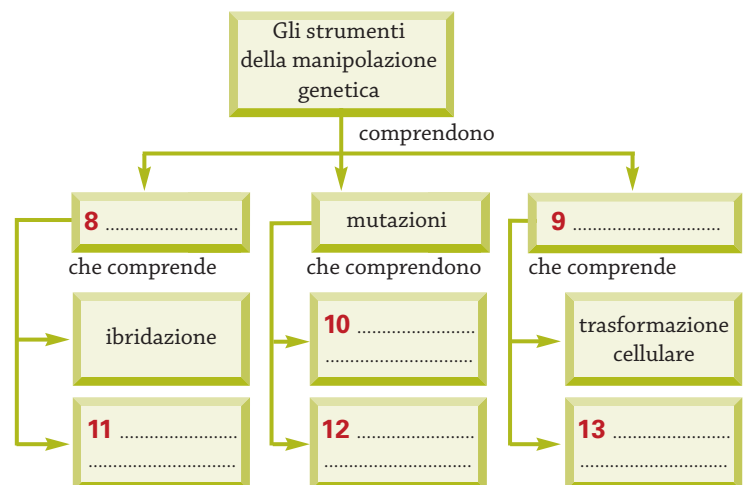 Gli strumenti
della manipolazione
genetica
comprendono
8 ........................
mutazioni
9 ...........................
che comprende
che comprendono
che comprende
ibridazione
10 .....................
...........................
trasformazione
cellulare
11 .....................
...........................
12 .....................
...........................
13 .....................
...........................